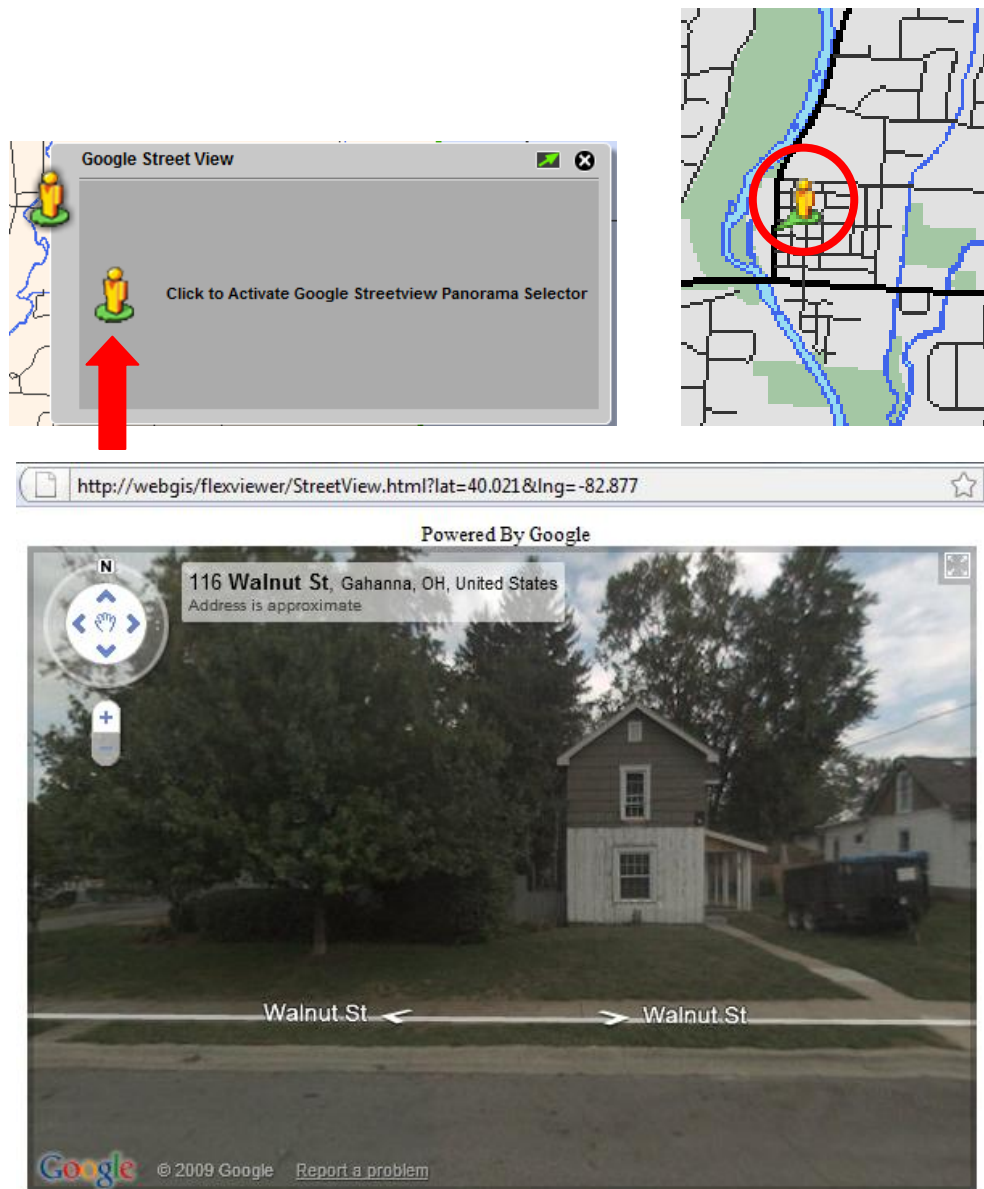 Google Street View
Click to Activate Google Streetview Panorama Selector
http://webgis/flexviewer/StreetView.html?lat=40.021&lng=-82.877
Powered By Google
N
116 Walnut St, Gahanna, OH, United States
Address is approximate
Walnut St
Walnut St
Google © 2009 Google Report a problem